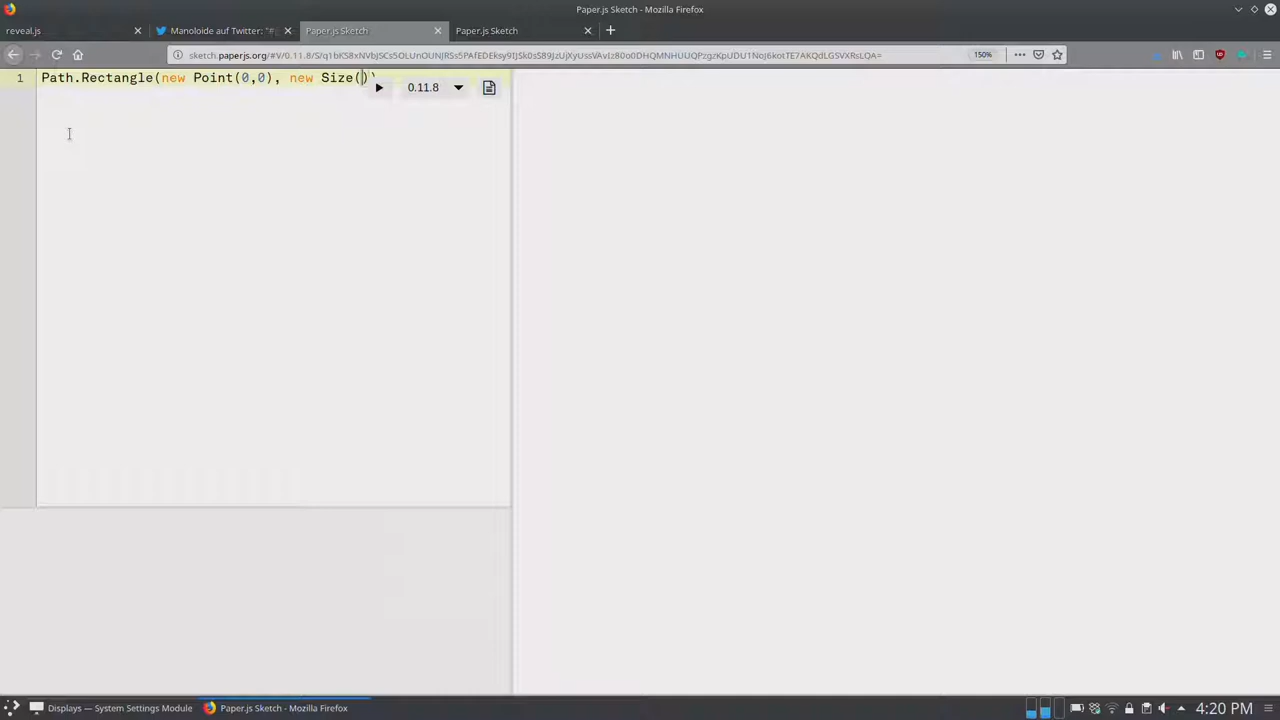 Paper.js Sketch - Mozilla Firefox
reveal.js
Manoloide auf Twitter: "#
Paper.js Sketch
Paper.js Sketch
150%
1 Path.Rectangle(new Point(0,0), new Size())
0.11.8
Displays — System Settings Module
Paper.js Sketch - Mozilla Firefox
4:20 PM